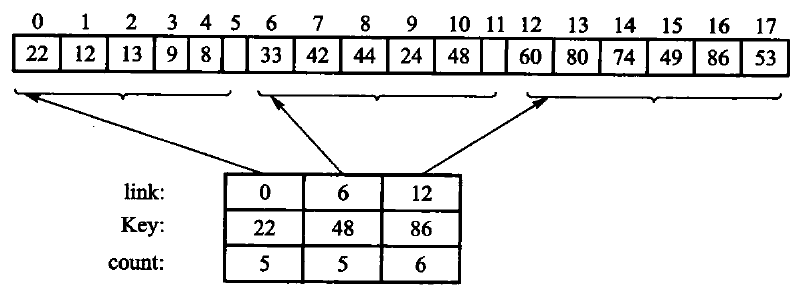 0 1 2 3 4 5 6 7 8 9 10 11 12 13 14 15 16 17
22 12 13 9 8 33 42 44 24 48 60 80 74 49 86 53
link: 0 6 12
Key: 22 48 86
count: 5 5 6